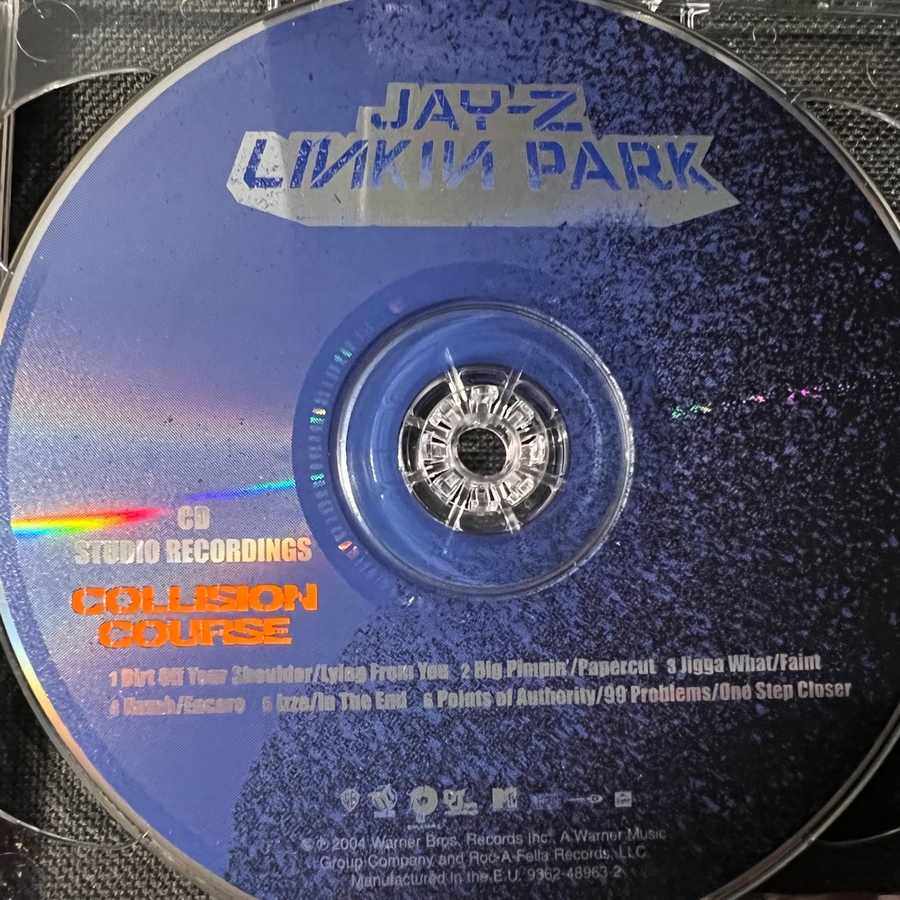 JAY-Z
LINKIN PARK
CD
STUDIO RECORDINGS
COLLISION
COURSE
1 Dirt Off Your Shoulder/Lying From You 2 Big Pimpin'/Papercut 3 Jigga What/Faint
4 Numb/Encore 5 Izzo/In The End 6 Points of Authority/99 Problems/One Step Closer
© ℗ 2004 Warner Bros. Records Inc. A Warner Music
Group Company and Roc-A-Fella Records, LLC
Manufactured in the E.U. 9362-48963-2